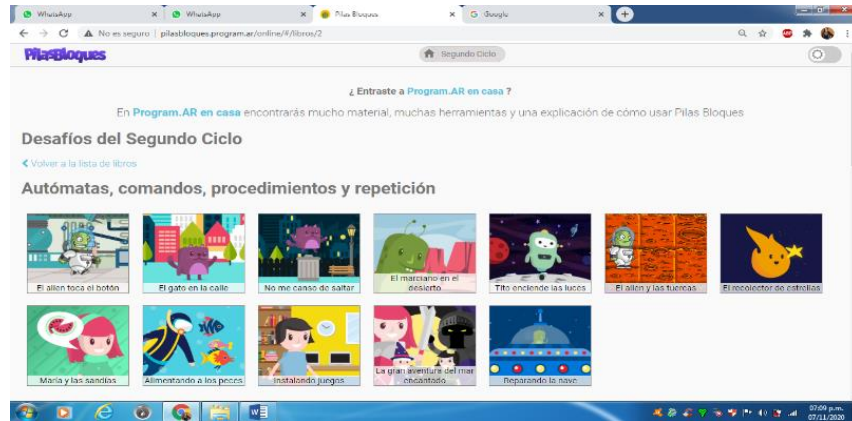 WhatsApp WhatsApp Pilas Bloques Google
No es seguro | pilasbloques.program.ar/online/#/libros/2
PilasBloques Segundo Ciclo
¿ Entraste a Program.AR en casa ?
En Program.AR en casa encontrarás mucho material, muchas herramientas y una explicación de cómo usar Pilas Bloques
Desafíos del Segundo Ciclo
Volver a la lista de libros
Autómatas, comandos, procedimientos y repetición
El alien toca el botón
El gato en la calle
No me canso de saltar
El marciano en el
desierto
Tito enciende las luces
El alien y las tuercas
El recolector de estrellas
María y las sandías
Alimentando a los peces
Instalando juegos
La gran aventura del mar
encantado
Reparando la nave
07:09 p.m.
07/11/2020